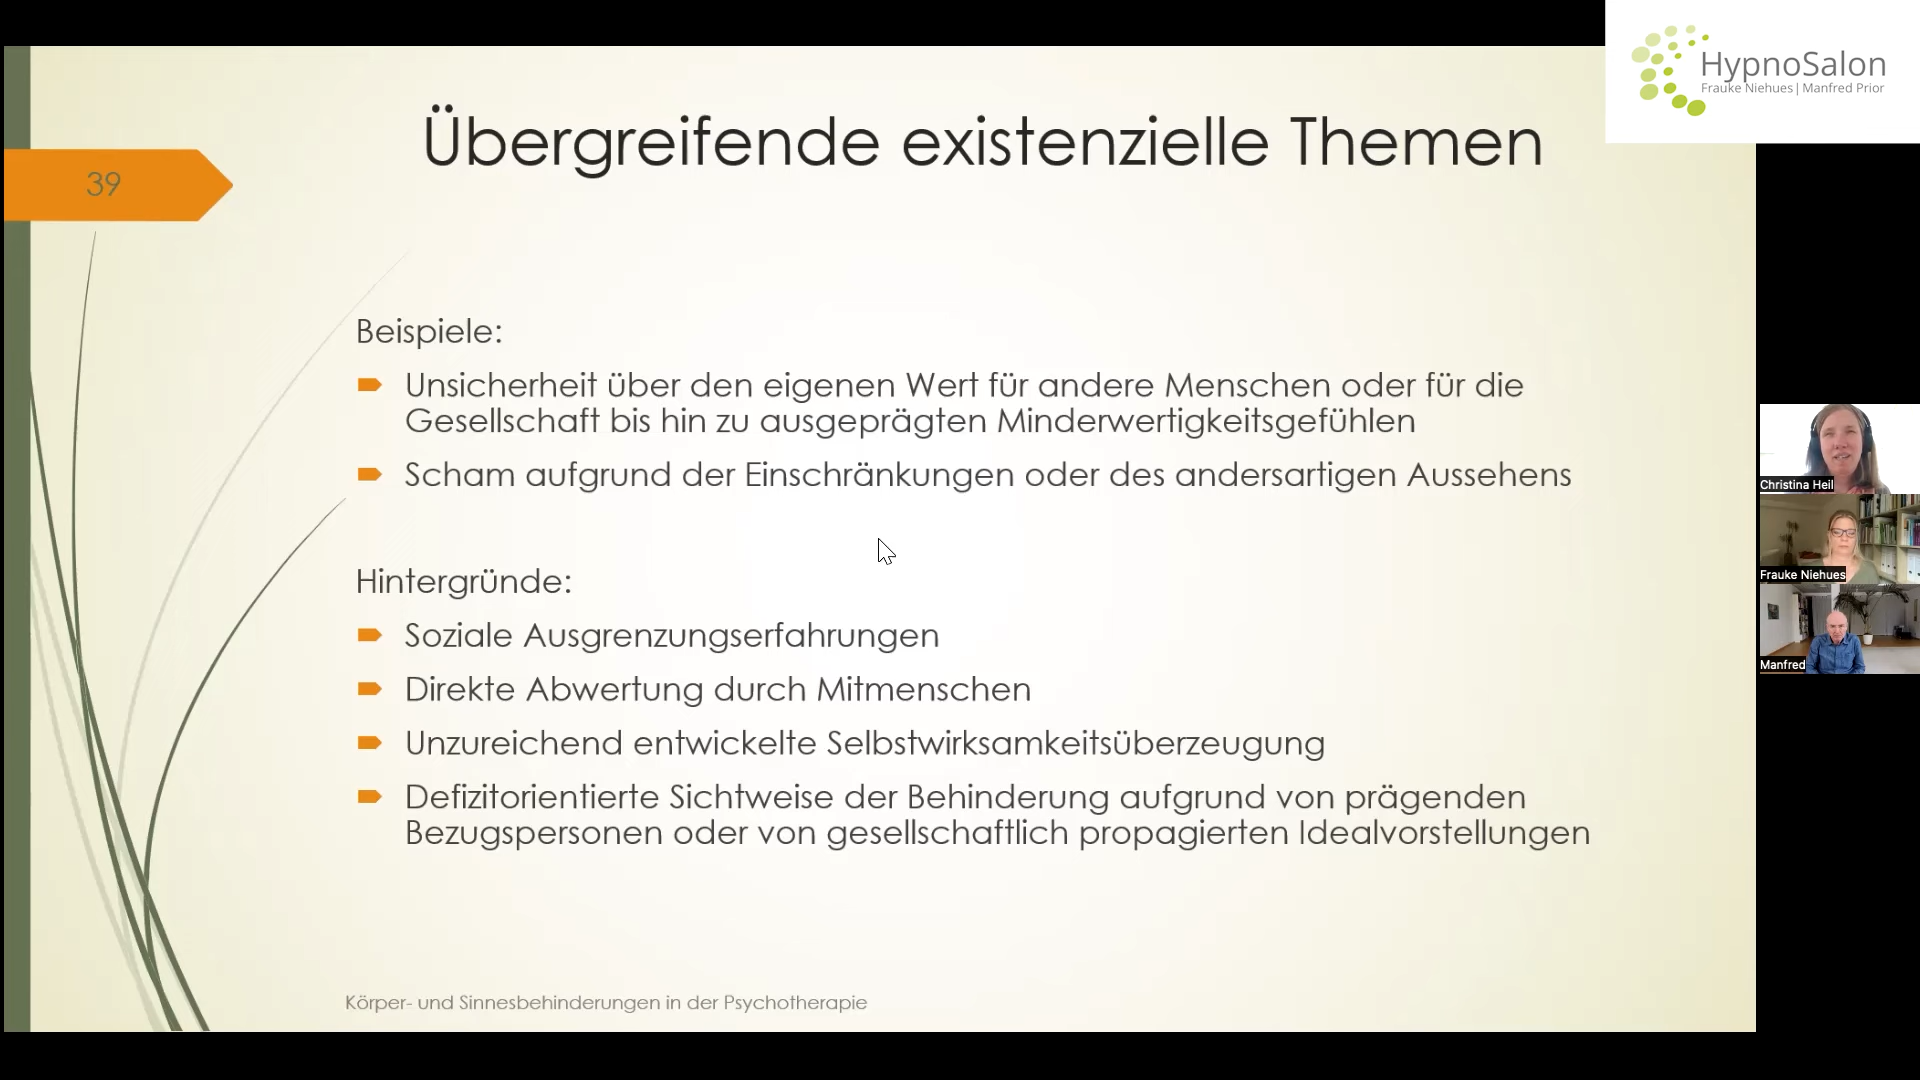 HypnoSalon
Frauke Niehues | Manfred Prior
Übergreifende existenzielle Themen
39
Beispiele:
Unsicherheit über den eigenen Wert für andere Menschen oder für die
Gesellschaft bis hin zu ausgeprägten Minderwertigkeitsgefühlen
Scham aufgrund der Einschränkungen oder des andersartigen Aussehens
Hintergründe:
Soziale Ausgrenzungserfahrungen
Direkte Abwertung durch Mitmenschen
Unzureichend entwickelte Selbstwirksamkeitsüberzeugung
Defizitorientierte Sichtweise der Behinderung aufgrund von prägenden
Bezugspersonen oder von gesellschaftlich propagierten Idealvorstellungen
Körper- und Sinnesbehinderungen in der Psychotherapie
Christina Heil
Frauke Niehues
Manfred